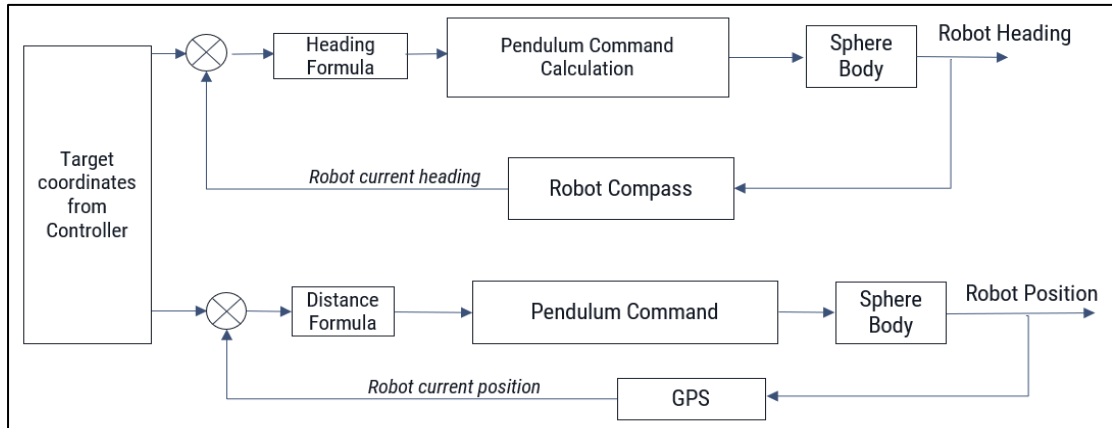 Heading
Formula
Pendulum Command
Calculation
Sphere
Body
Robot Heading
Target
coordinates
from
Controller
Robot current heading
Robot Compass
Distance
Formula
Pendulum Command
Sphere
Body
Robot Position
Robot current position
GPS